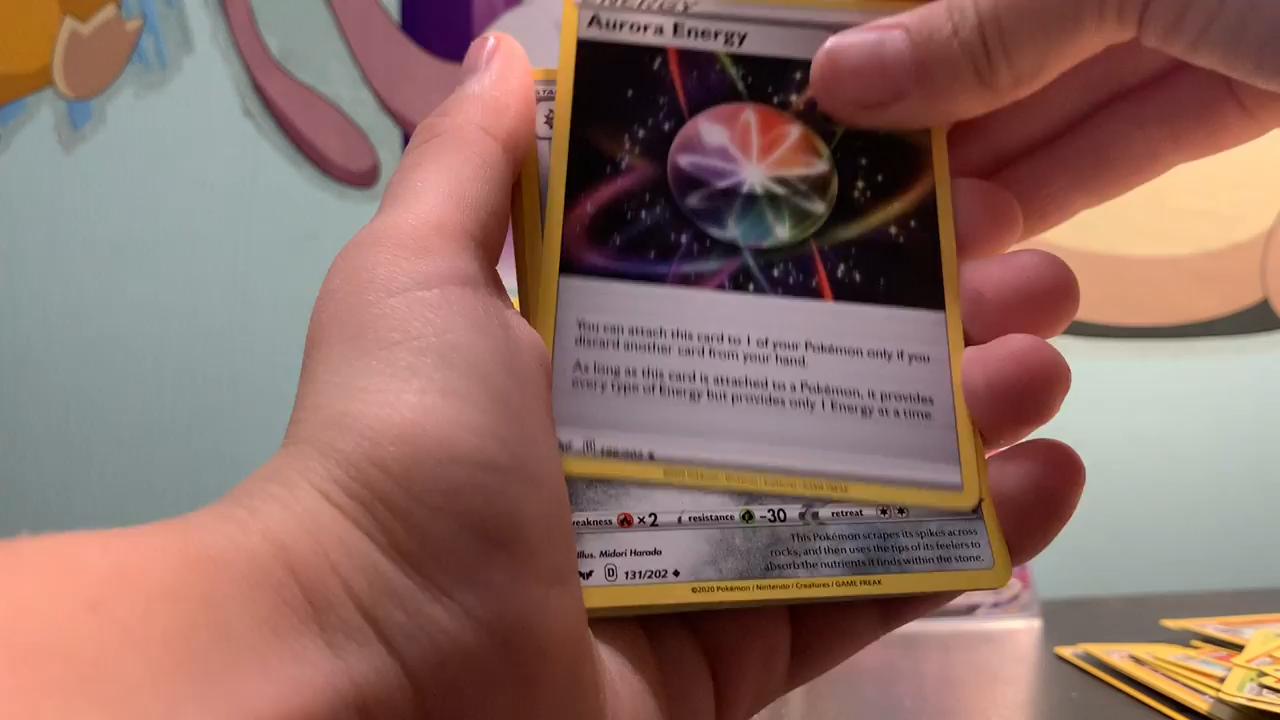 ENERGY
Aurora Energy
STA
You can attach this card to 1 of your Pokémon only if you
discard another card from your hand.
As long as this card is attached to a Pokémon, it provides
every type of Energy but provides only 1 Energy at a time.
D
eakness ×2 resistance -30 retreat
This Pokémon scrapes its spikes across
rocks, and then uses the tips of its feelers to
absorb the nutrients it finds within the stone.
Illus. Midori Harada
D 131/202
©2020 Pokémon / Nintendo / Creatures / GAME FREAK